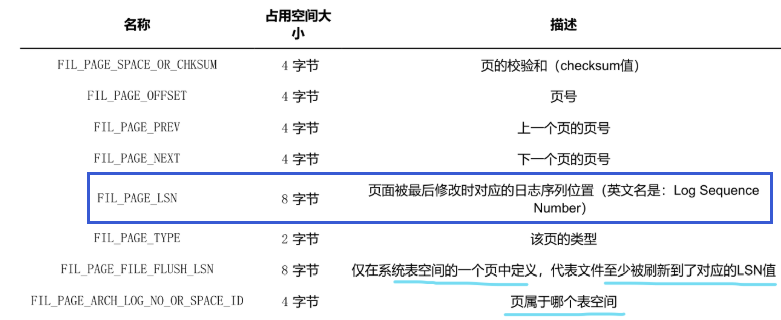 名称 占用空间大小 描述
FIL_PAGE_SPACE_OR_CHKSUM 4 字节 页的校验和（checksum值）
FIL_PAGE_OFFSET 4 字节 页号
FIL_PAGE_PREV 4 字节 上一个页的页号
FIL_PAGE_NEXT 4 字节 下一个页的页号
FIL_PAGE_LSN 8 字节 页面被最后修改时对应的日志序列位置（英文名是：Log Sequence
Number）
FIL_PAGE_TYPE 2 字节 该页的类型
FIL_PAGE_FILE_FLUSH_LSN 8 字节 仅在系统表空间的一个页中定义，代表文件至少被刷新到了对应的LSN值
FIL_PAGE_ARCH_LOG_NO_OR_SPACE_ID 4 字节 页属于哪个表空间